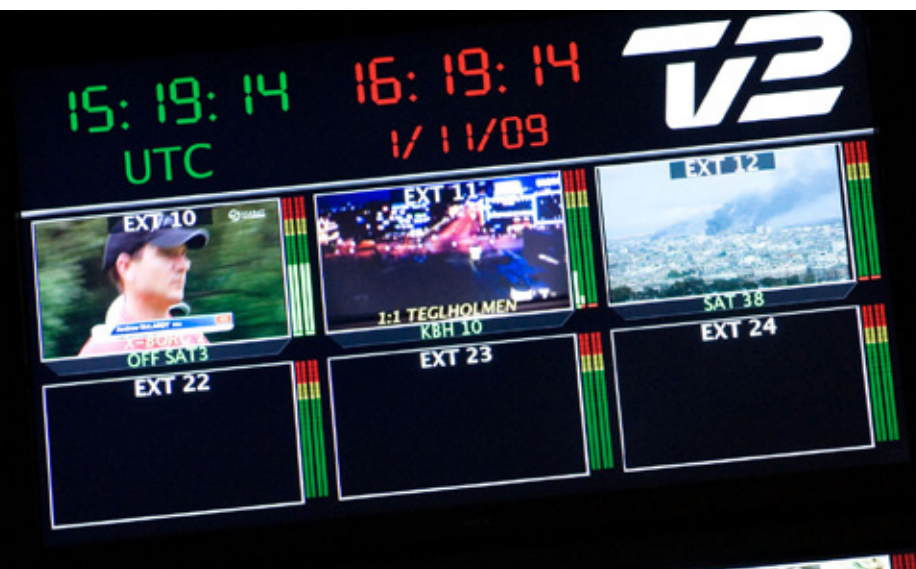 15:19:14
UTC
16:19:14
1/11/09
TV2
EXT 10
X-BORG
OFF SAT3
EXT 11
1:1 TEGLHOLMEN
KBH 10
EXT 12
SAT 38
EXT 22
EXT 23
EXT 24